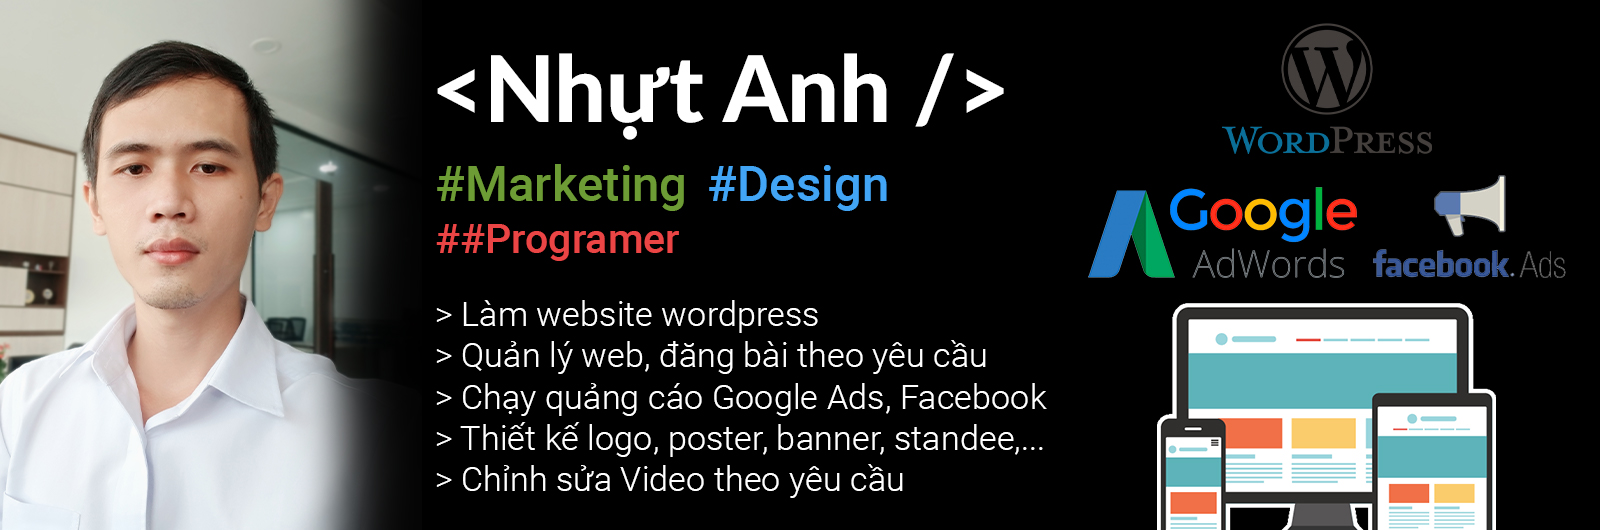 <Nhựt Anh />
#Marketing #Design
##Programer
> Làm website wordpress
> Quản lý web, đăng bài theo yêu cầu
> Chạy quảng cáo Google Ads, Facebook
> Thiết kế logo, poster, banner, standee,...
> Chỉnh sửa Video theo yêu cầu
W
WORDPRESS
Google
AdWords
facebook.Ads